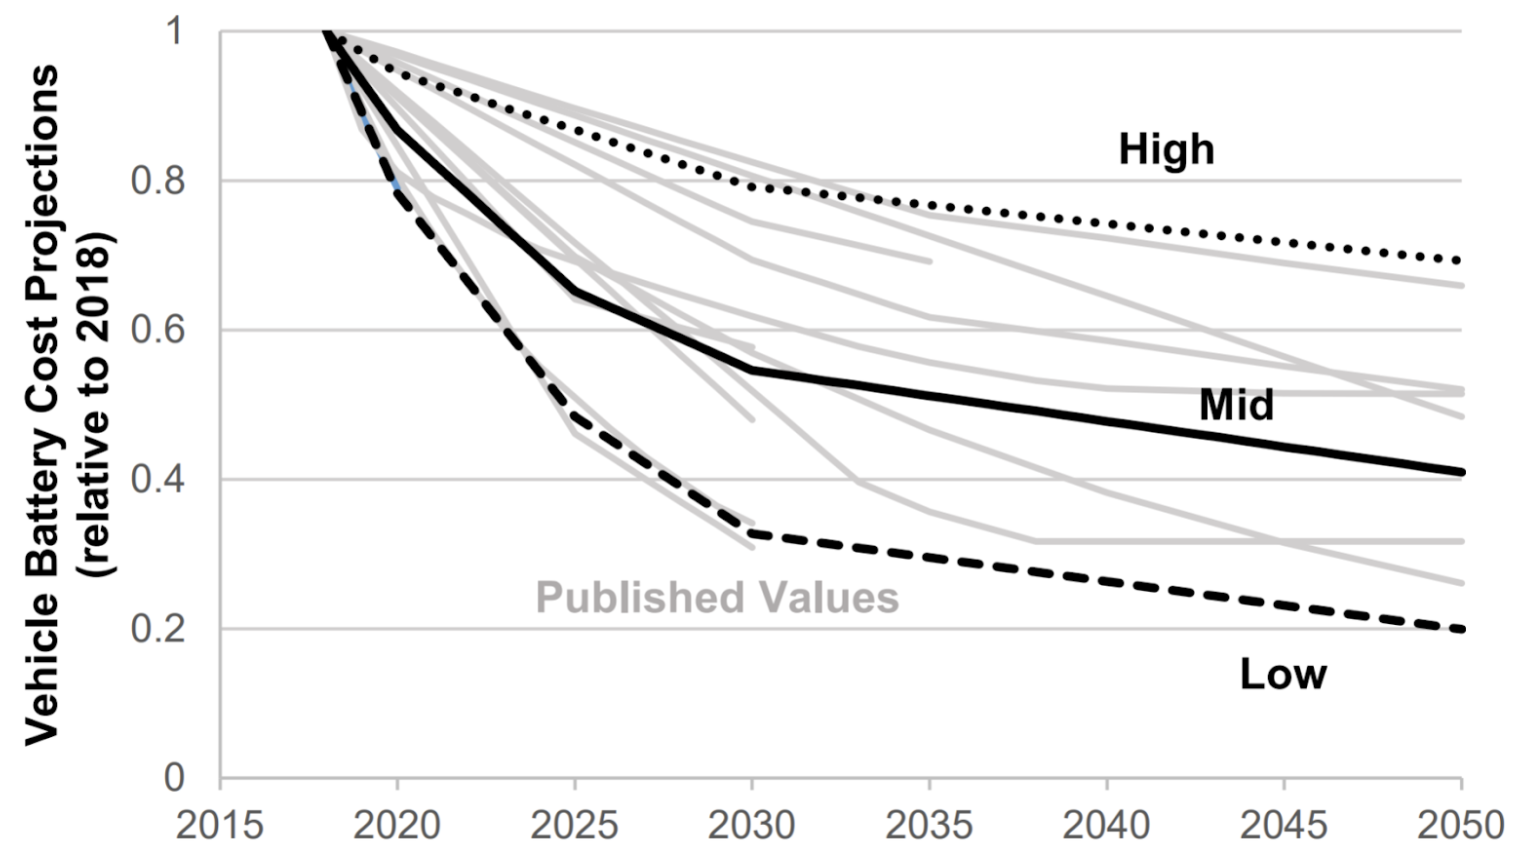 Vehicle Battery Cost Projections
(relative to 2018)
1
0.8
0.6
0.4
0.2
0
High
Mid
Published Values
Low
2015 2020 2025 2030 2035 2040 2045 2050